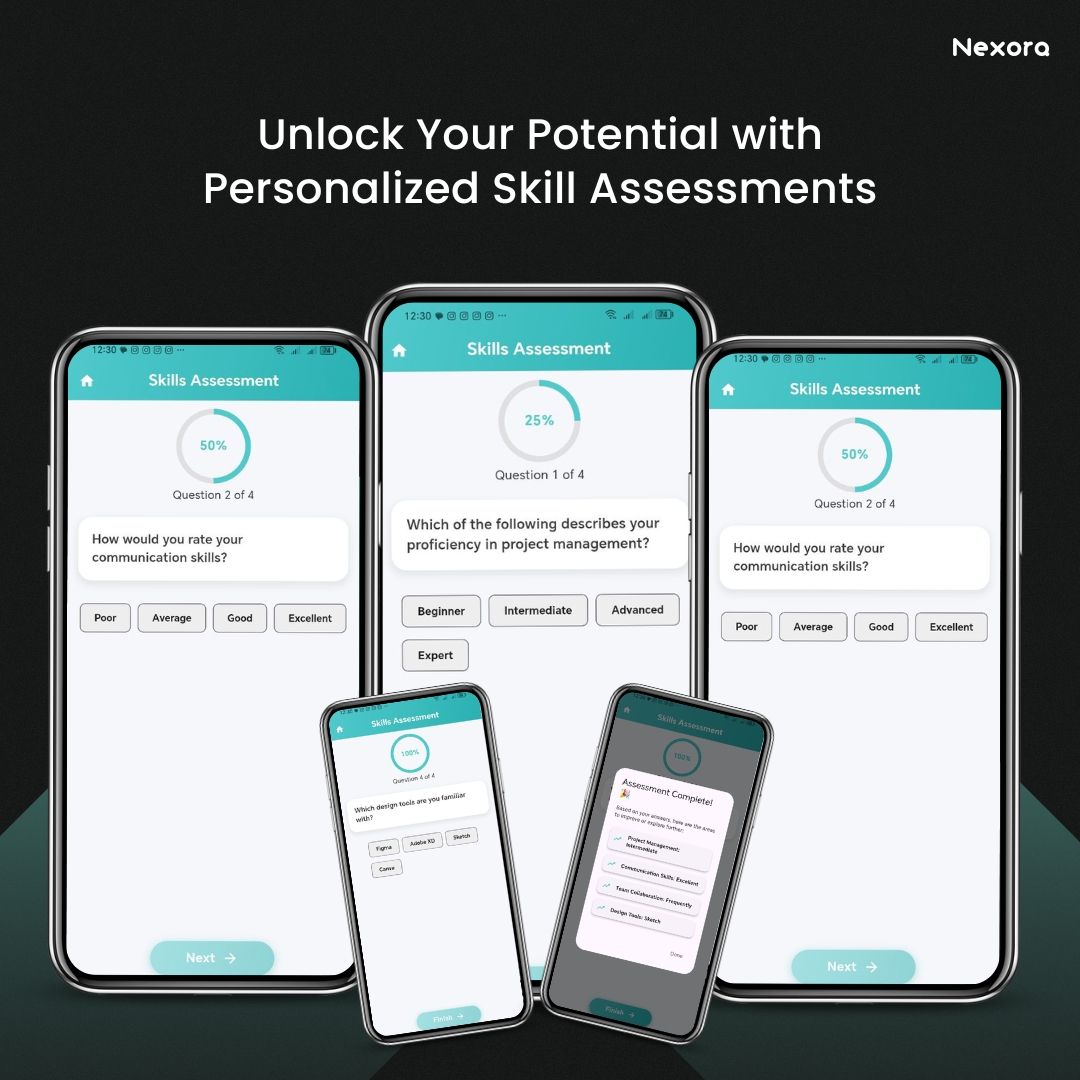 Nexora
Unlock Your Potential with
Personalized Skill Assessments
12:30
Skills Assessment
50%
Question 2 of 4
How would you rate your
communication skills?
Poor Average Good Excellent
Next →
12:30 74
Skills Assessment
25%
Question 1 of 4
Which of the following describes your
proficiency in project management?
Beginner Intermediate Advanced
Expert
12:30
Skills Assessment
50%
Question 2 of 4
How would you rate your
communication skills?
Poor Average Good Excellent
Next →
Skills Assessment
100%
Question 4 of 4
Which design tools are you familiar
with?
Figma Adobe XD Sketch
Canva
Finish →
Skills Assessment
100%
Assessment Complete!
🎉
Based on your answers, here are the areas
to improve or explore further:
Project Management:
Intermediate
Communication Skills: Excellent
Team Collaboration: Frequently
Design Tools: Sketch
Done
Finish →